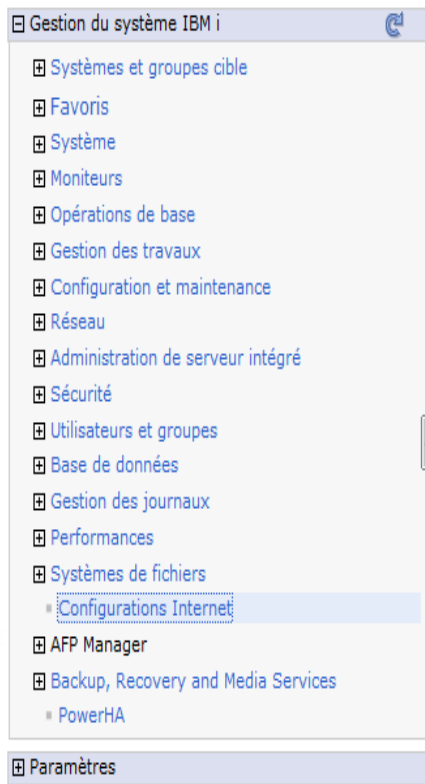 Gestion du système IBM i
Systèmes et groupes cible
Favoris
Système
Moniteurs
Opérations de base
Gestion des travaux
Configuration et maintenance
Réseau
Administration de serveur intégré
Sécurité
Utilisateurs et groupes
Base de données
Gestion des journaux
Performances
Systèmes de fichiers
Configurations Internet
AFP Manager
Backup, Recovery and Media Services
PowerHA
Paramètres